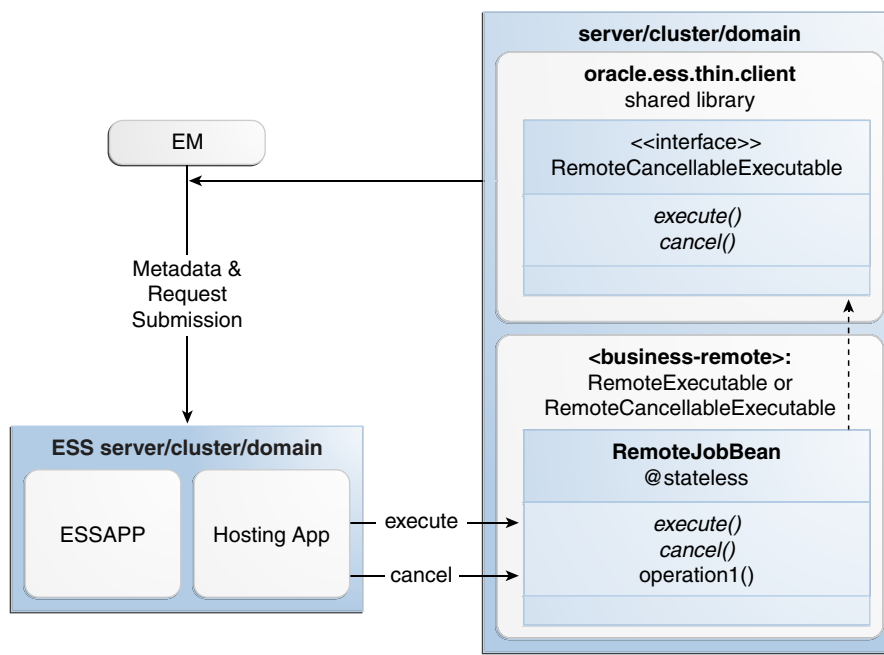 server/cluster/domain
oracle.ess.thin.client
shared library
<<interface>>
RemoteCancellableExecutable
execute()
cancel()
EM
Metadata &
Request
Submission
<business-remote>:
RemoteExecutable or
RemoteCancellableExecutable
RemoteJobBean
@stateless
execute()
cancel()
operation1()
ESS server/cluster/domain
ESSAPP
Hosting App
execute
cancel